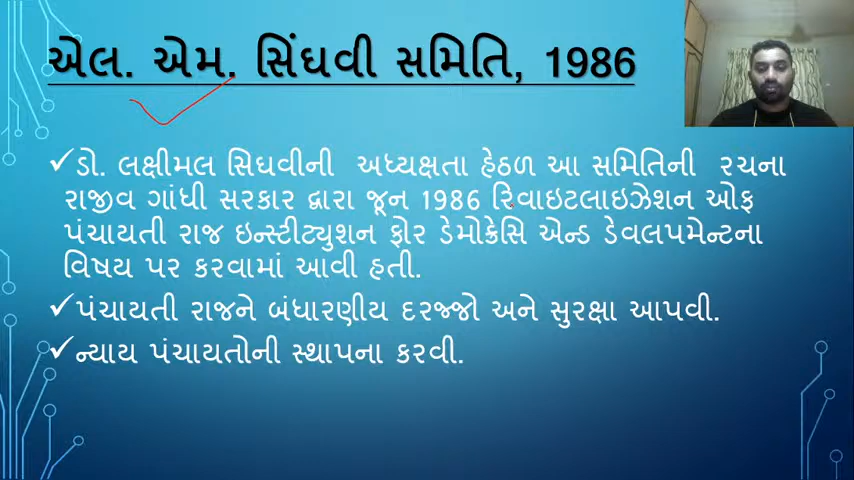 એલ. એમ. સિંઘવી સમિતિ, 1986
ડો. લક્ષીમલ સિઘવીની અધ્યક્ષતા હેઠળ આ સમિતિની રચના
રાજીવ ગાંધી સરકાર દ્વારા જૂન 1986 રિવાઇટલાઇઝેશન ઓફ
પંચાયતી રાજ ઇન્સ્ટીટ્યુશન ફોર ડેમોક્રેસિ એન્ડ ડેવલપમેન્ટના
વિષય પર કરવામાં આવી હતી.
પંચાયતી રાજને બંધારણીય દરજ્જો અને સુરક્ષા આપવી.
ન્યાય પંચાયતોની સ્થાપના કરવી.